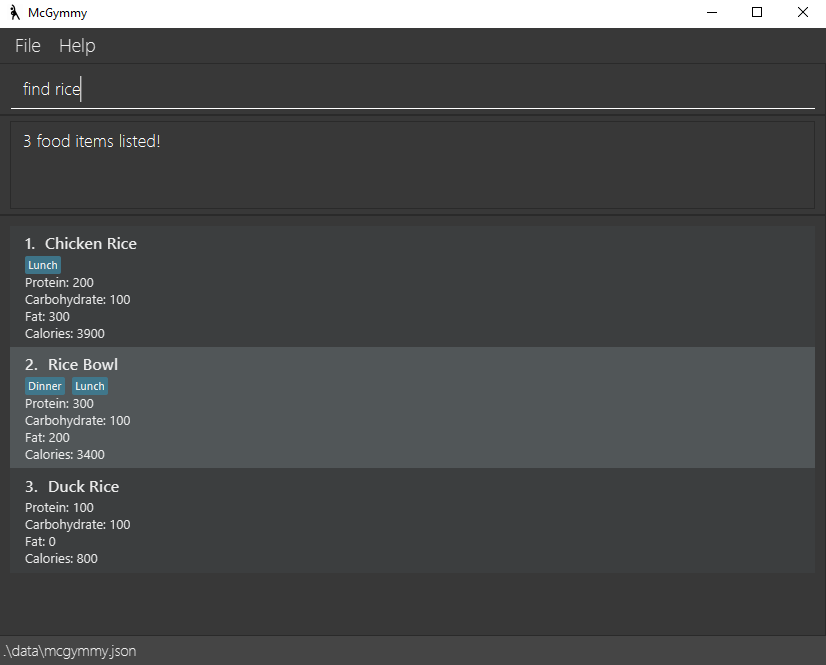 McGymmy
File Help
find rice
3 food items listed!
1. Chicken Rice
Lunch
Protein: 200
Carbohydrate: 100
Fat: 300
Calories: 3900
2. Rice Bowl
Dinner Lunch
Protein: 300
Carbohydrate: 100
Fat: 200
Calories: 3400
3. Duck Rice
Protein: 100
Carbohydrate: 100
Fat: 0
Calories: 800
.\data\mcgymmy.json